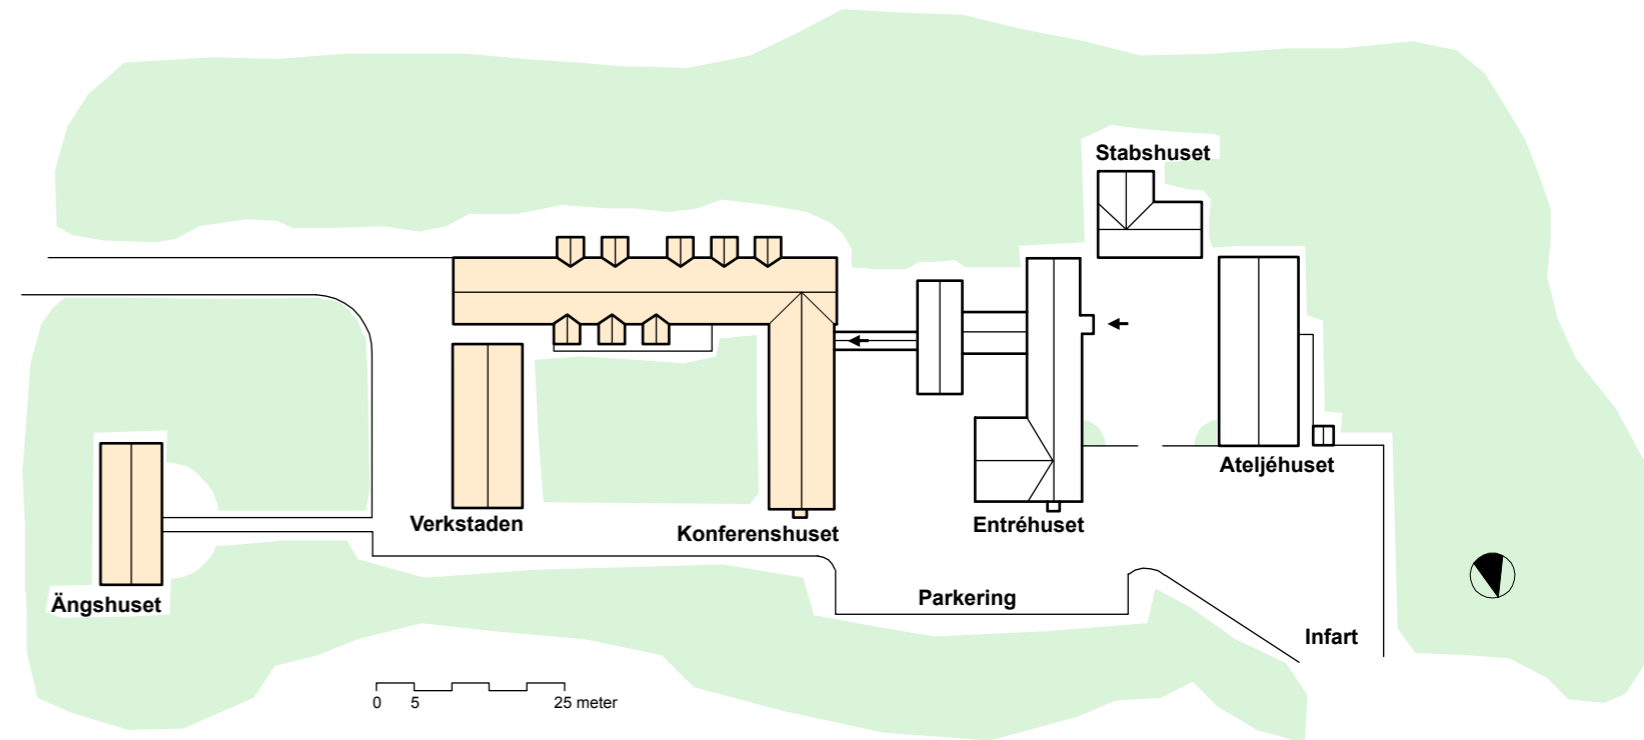 Stabshuset
Ateljéhuset
Verkstaden
Konferenshuset
Entréhuset
Ängshuset
Parkering
Infart
0 5 25 meter